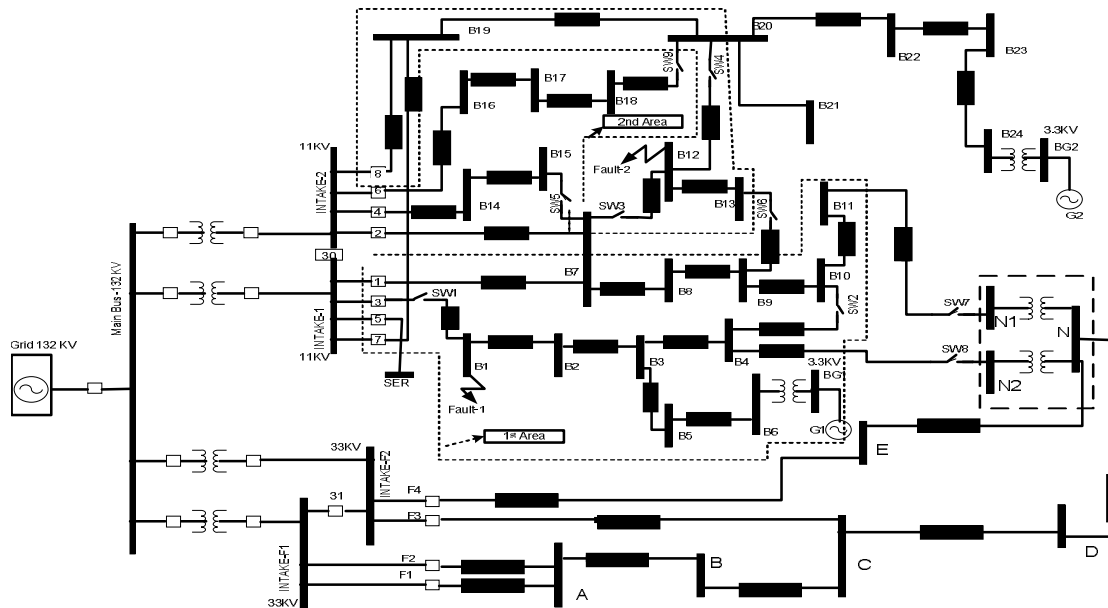 B19
B20
B22
B23
SW9
SW4
B16
B17
B18
B21
2nd Area
B24
3.3KV
BG2
G2
11KV
INTAKE-2
8
6
4
2
B15
B14
SW5
SW3
Fault-2
B12
B13
SW6
B11
30
B7
B8
B9
B10
SW2
Main Bus-132 KV
Grid 132 KV
INTAKE-1
1
3
5
7
11KV
SW1
SER
B1
B2
B3
B4
Fault-1
1st Area
B5
B6
3.3KV
BG1
G1
SW7
SW8
N1
N2
N
E
33KV
INTAKE-F2
31
F4
F3
INTAKE-F1
F2
F1
33KV
A
B
C
D